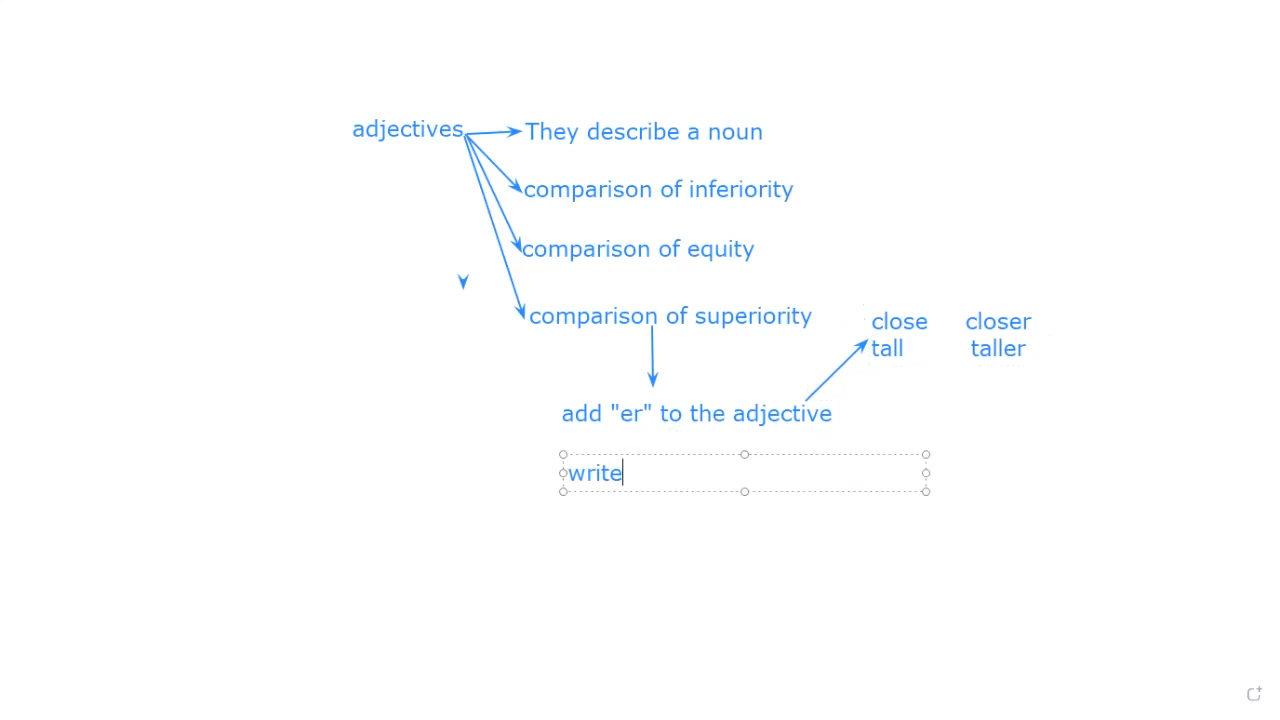 adjectives
They describe a noun
comparison of inferiority
comparison of equity
comparison of superiority
close closer
tall taller
add "er" to the adjective
write